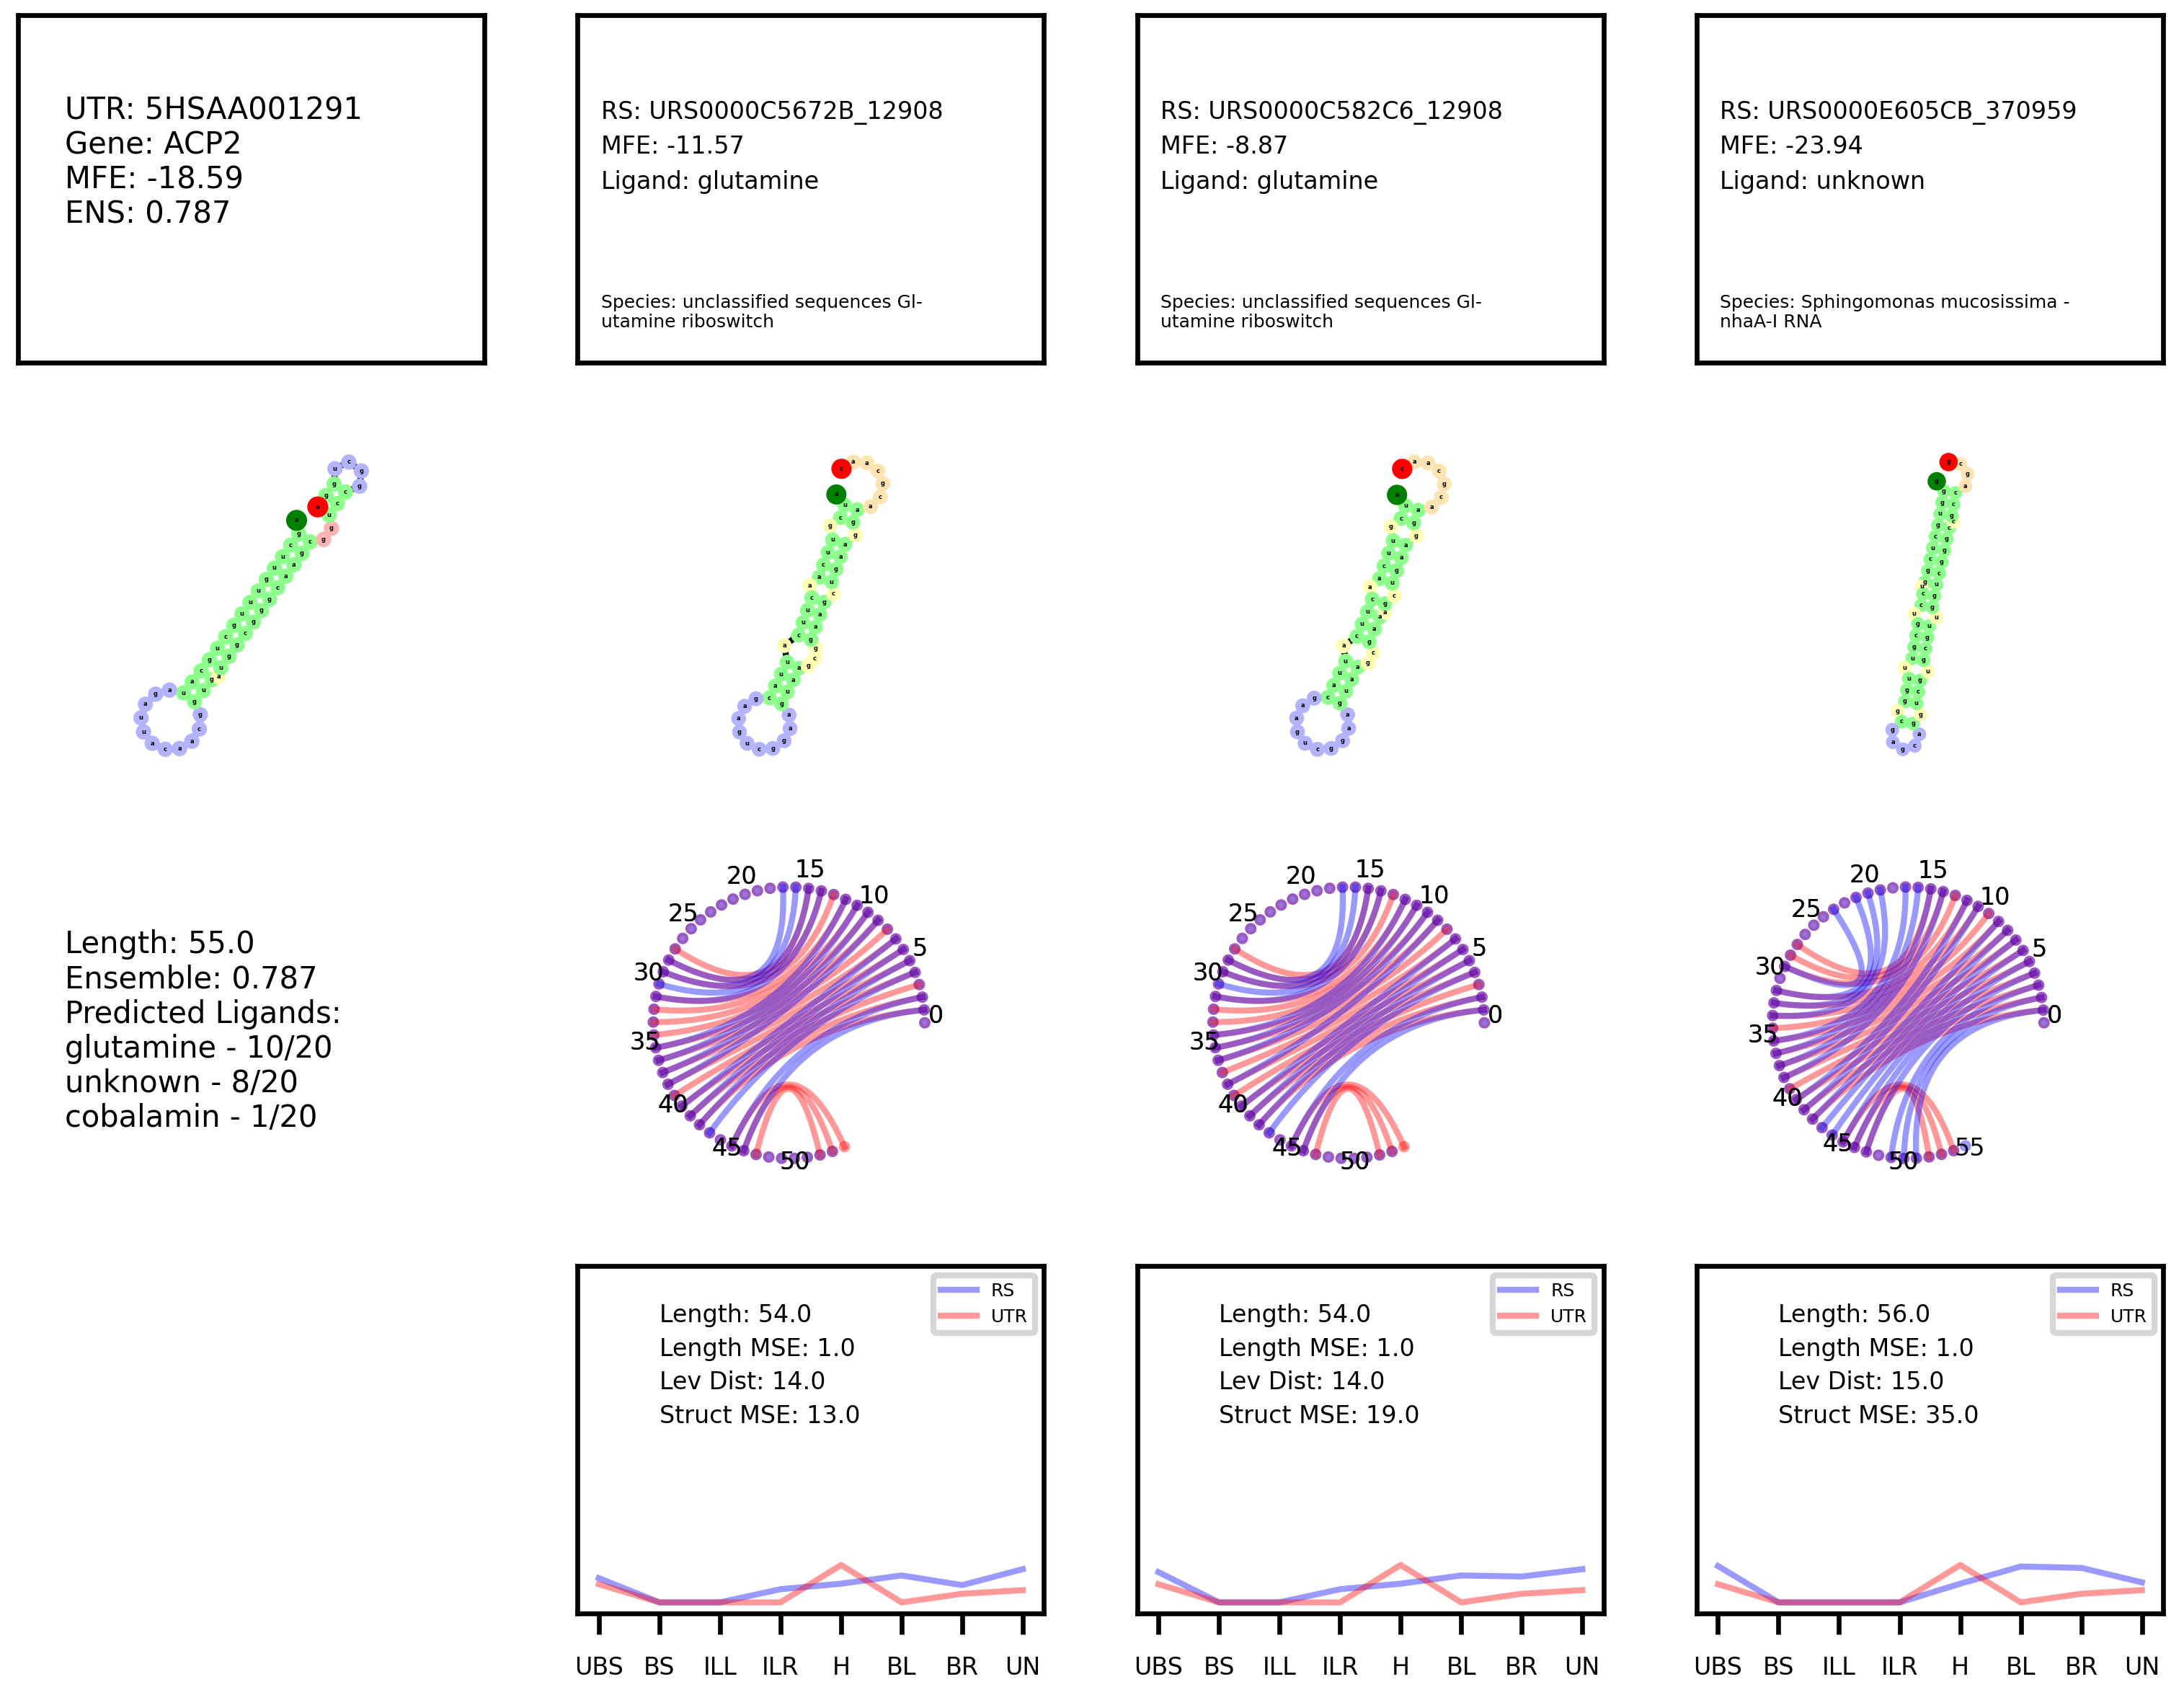 UTR: 5HSAA001291
Gene: ACP2
MFE: -18.59
ENS: 0.787
RS: URS0000C5672B_12908
MFE: -11.57
Ligand: glutamine
Species: unclassified sequences Gl-
utamine riboswitch
RS: URS0000C582C6_12908
MFE: -8.87
Ligand: glutamine
Species: unclassified sequences Gl-
utamine riboswitch
RS: URS0000E605CB_370959
MFE: -23.94
Ligand: unknown
Species: Sphingomonas mucosissima -
nhaA-I RNA
Length: 55.0
Ensemble: 0.787
Predicted Ligands:
glutamine - 10/20
unknown - 8/20
cobalamin - 1/20
0
5
10
15
20
25
30
35
40
45
50
0
5
10
15
20
25
30
35
40
45
50
0
5
10
15
20
25
30
35
40
45
50
55
RS
UTR
Length: 54.0
Length MSE: 1.0
Lev Dist: 14.0
Struct MSE: 13.0
UBS BS ILL ILR H BL BR UN
RS
UTR
Length: 54.0
Length MSE: 1.0
Lev Dist: 14.0
Struct MSE: 19.0
UBS BS ILL ILR H BL BR UN
RS
UTR
Length: 56.0
Length MSE: 1.0
Lev Dist: 15.0
Struct MSE: 35.0
UBS BS ILL ILR H BL BR UN